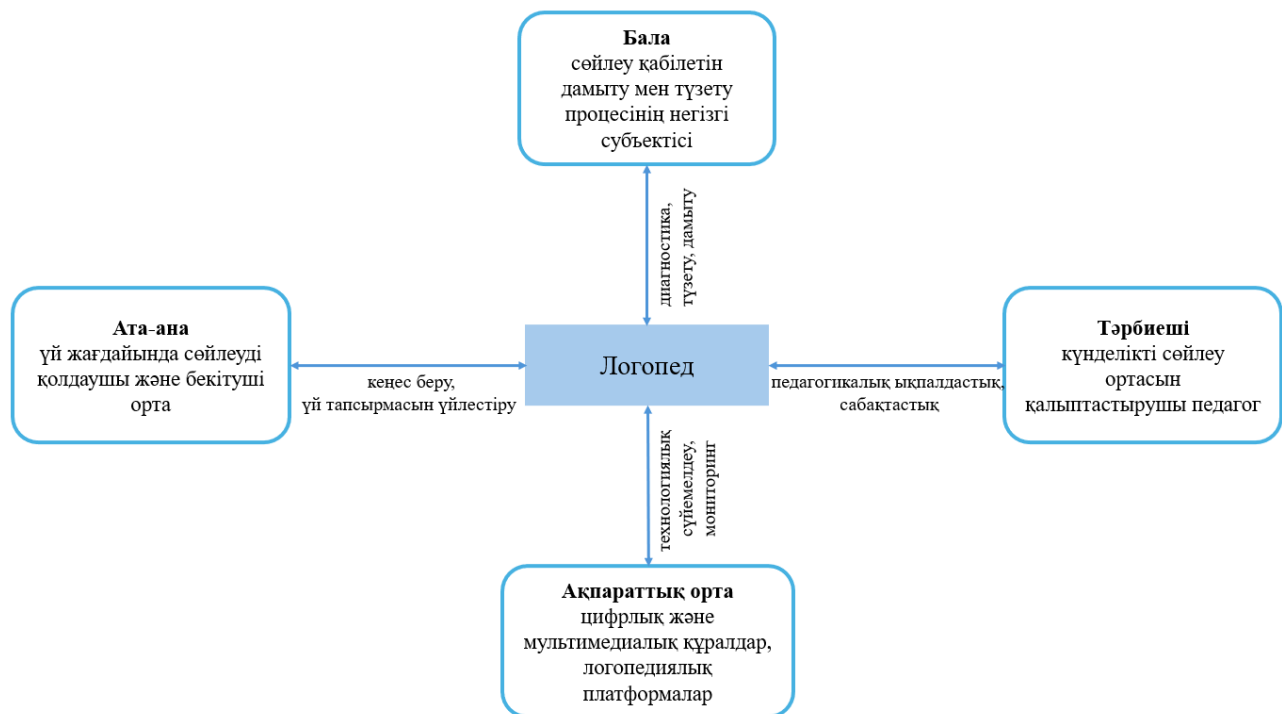 Бала
сөйлеу қабілетін
дамыту мен түзету
процесінің негізгі
субъектісі
диагностика,
түзету, дамыту
Ата-ана
үй жағдайында сөйлеуді
қолдаушы және бекітуші
орта
кеңес беру,
үй тапсырмасын үйлестіру
Логопед
педагогикалық ықпалдастық,
сабақтастық
Тәрбиеші
күнделікті сөйлеу
ортасын
қалыптастырушы педагог
технологиялық
сүйемелдеу,
мониторинг
Ақпараттық орта
цифрлық және
мультимедиалық құралдар,
логопедиялық
платформалар